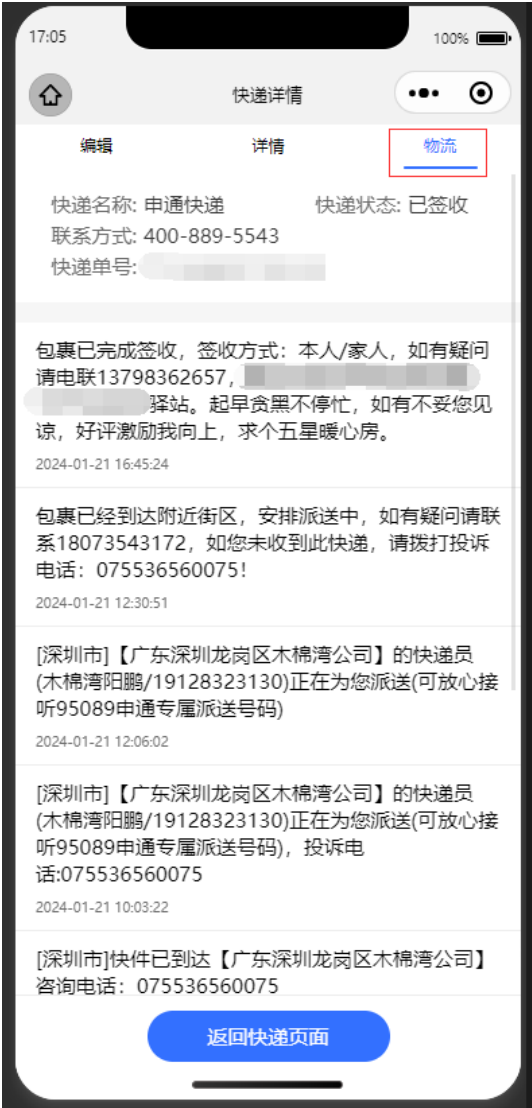 17:05
100%
快递详情
编辑
详情
物流
快递名称: 申通快递
快递状态: 已签收
联系方式: 400-889-5543
快递单号:
包裹已完成签收，签收方式：本人/家人，如有疑问
请电联13798362657，
驿站。起早贪黑不停忙，如有不妥您见
谅，好评激励我向上，求个五星暖心房。
2024-01-21 16:45:24
包裹已经到达附近街区，安排派送中，如有疑问请联
系18073543172，如您未收到此快递，请拨打投诉
电话：075536560075！
2024-01-21 12:30:51
[深圳市]【广东深圳龙岗区木棉湾公司】的快递员
(木棉湾阳鹏/19128323130)正在为您派送(可放心接
听95089申通专属派送号码)
2024-01-21 12:06:02
[深圳市]【广东深圳龙岗区木棉湾公司】的快递员
(木棉湾阳鹏/19128323130)正在为您派送(可放心接
听95089申通专属派送号码)，投诉电
话:075536560075
2024-01-21 10:03:22
[深圳市]快件已到达【广东深圳龙岗区木棉湾公司】
咨询电话：075536560075
返回快递页面